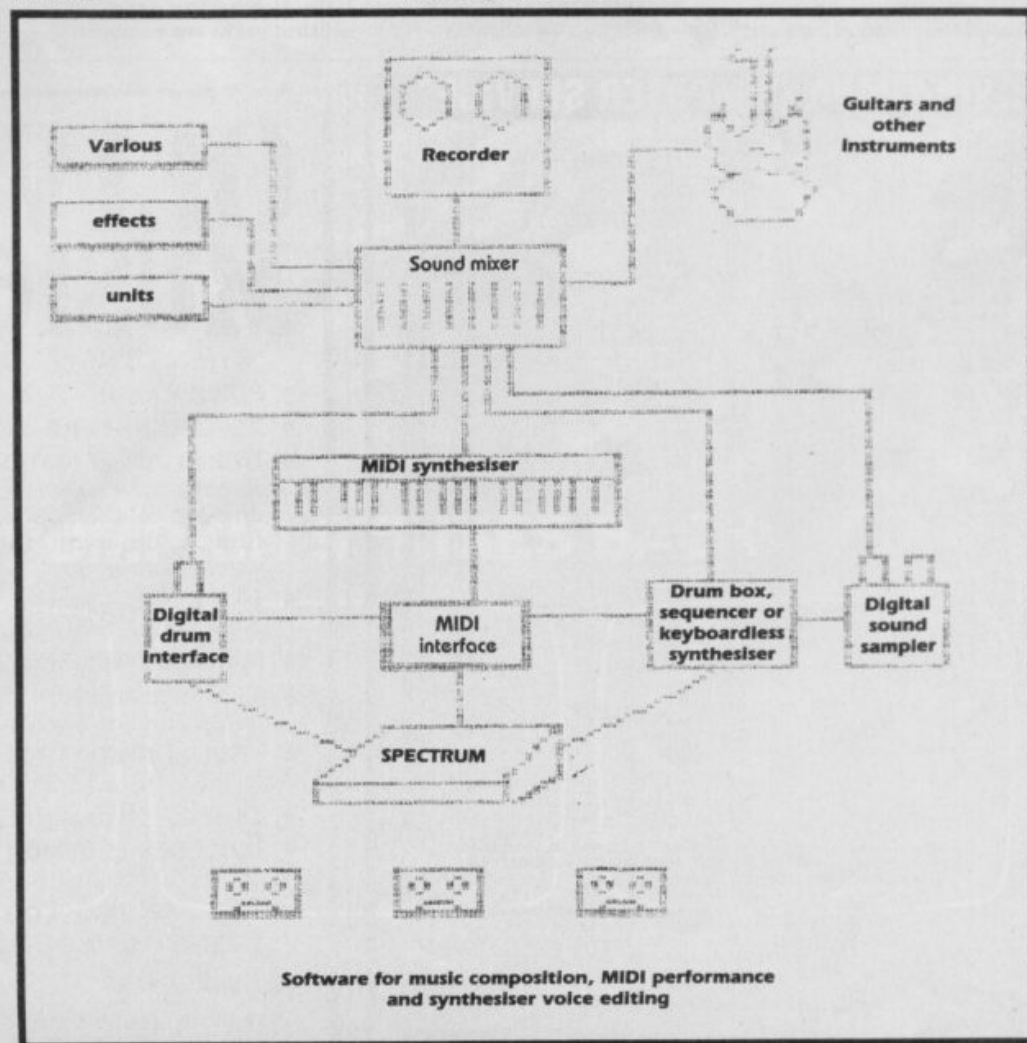 Recorder
Guitars and
other
Instruments
Various
effects
units
Sound mixer
MIDI synthesiser
Digital
drum
interface
MIDI
interface
Drum box,
sequencer or
keyboardless
synthesiser
Digital
sound
sampler
SPECTRUM
Software for music composition, MIDI performance
and synthesiser voice editing